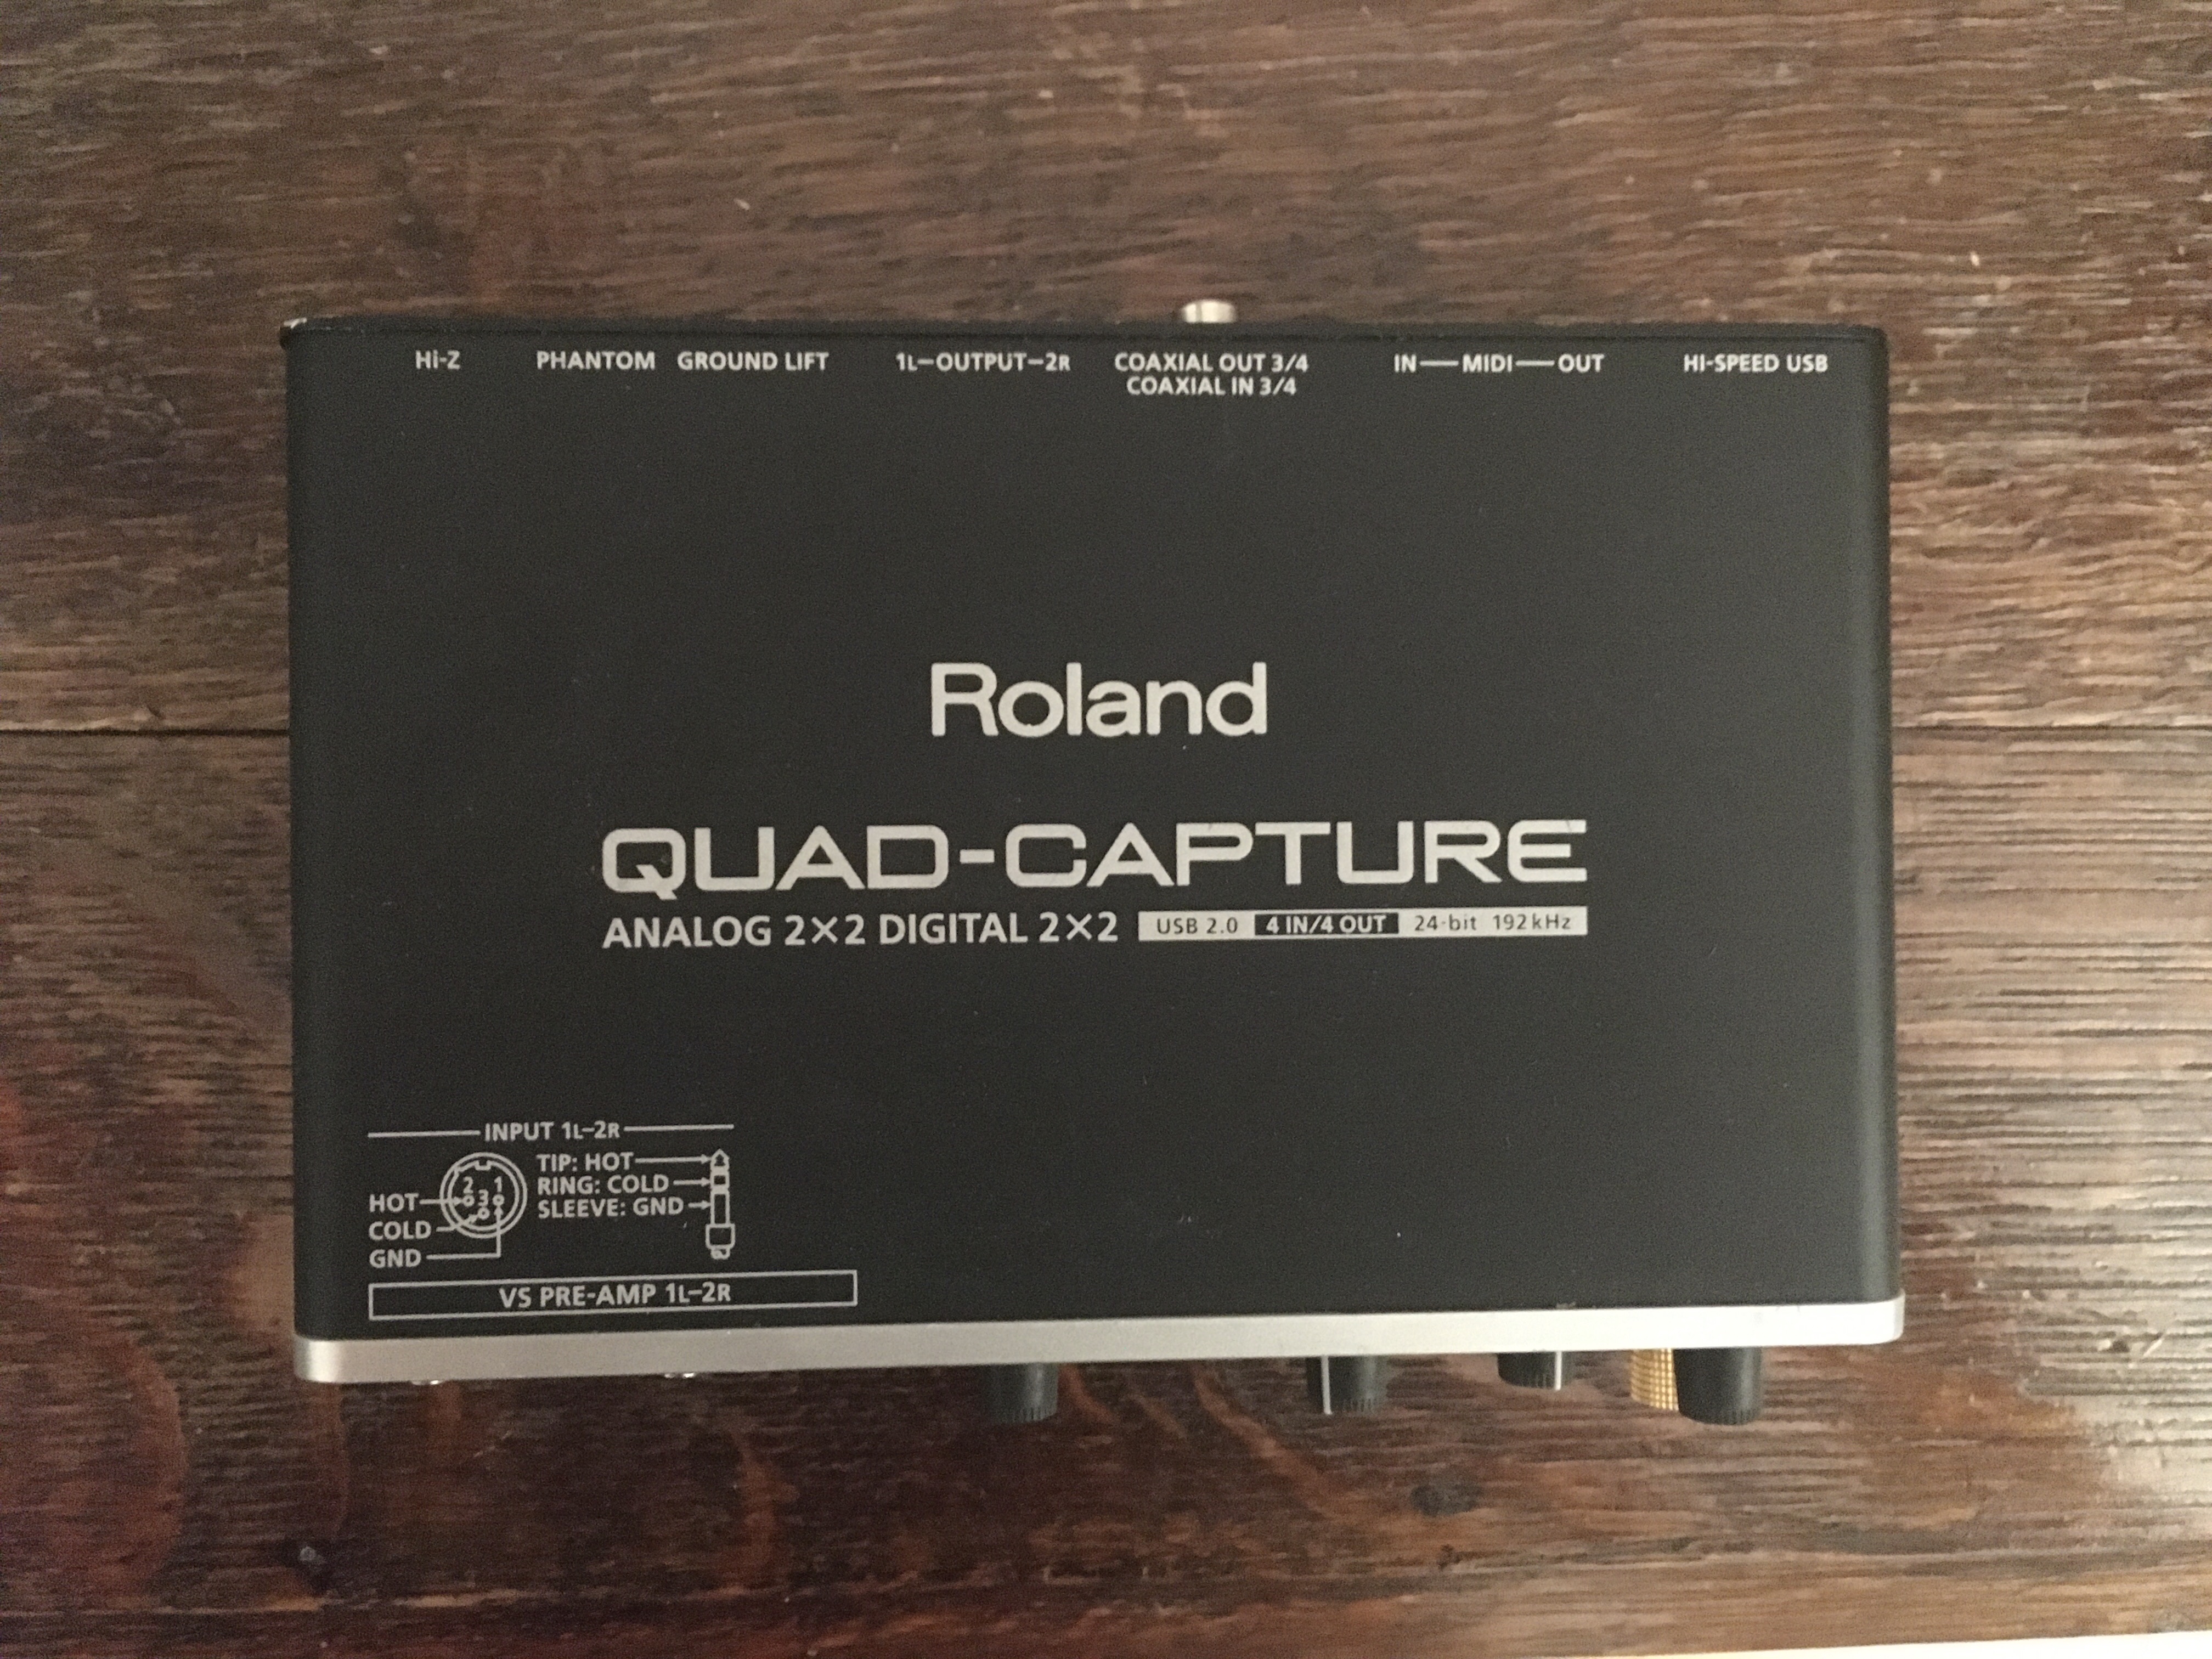 Hi-Z PHANTOM GROUND LIFT 1L-OUTPUT-2R COAXIAL OUT 3/4 IN MIDI OUT HI-SPEED USB
COAXIAL IN 3/4
Roland
QUAD-CAPTURE
ANALOG 2×2 DIGITAL 2×2 USB 2.0 4 IN/4 OUT 24-bit 192kHz
INPUT 1L-2R
TIP: HOT
RING: COLD
SLEEVE: GND
2 1
3
HOT
COLD
GND
VS PRE-AMP 1L-2R